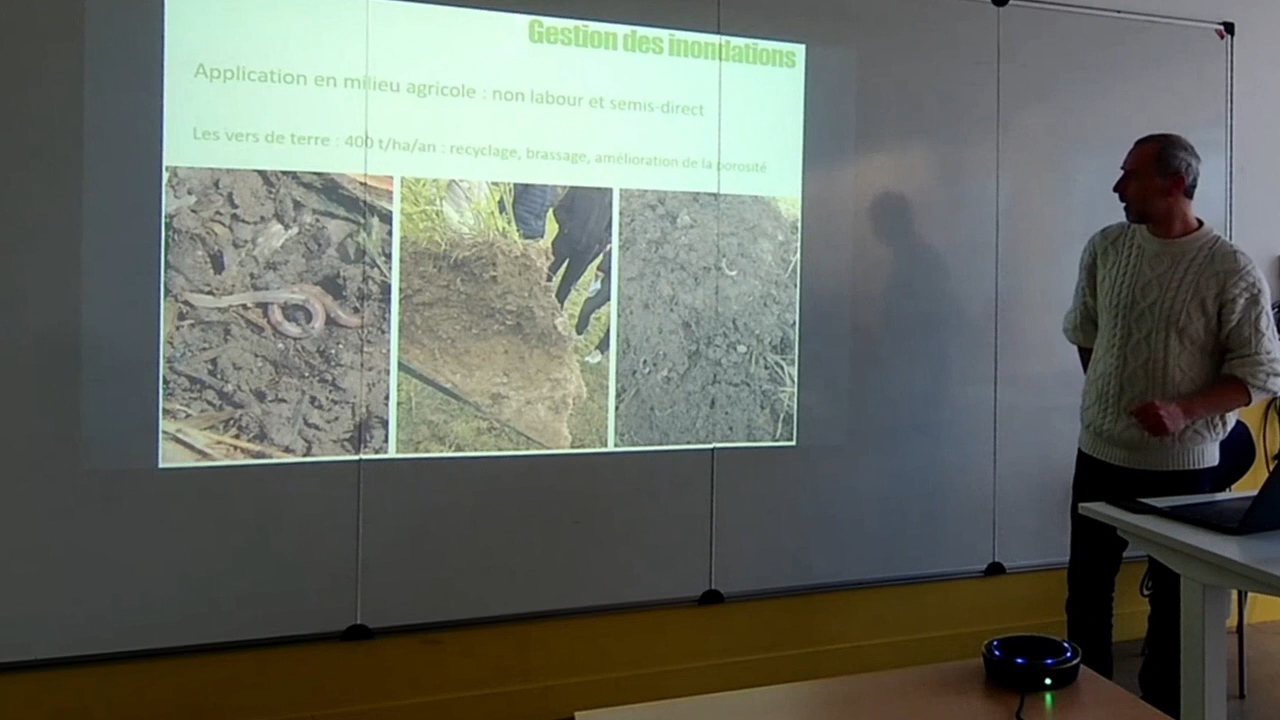 Gestion des inondations
Application en milieu agricole : non labour et semis-direct
Les vers de terre : 400 t/ha/an : recyclage, brassage, amélioration de la porosité